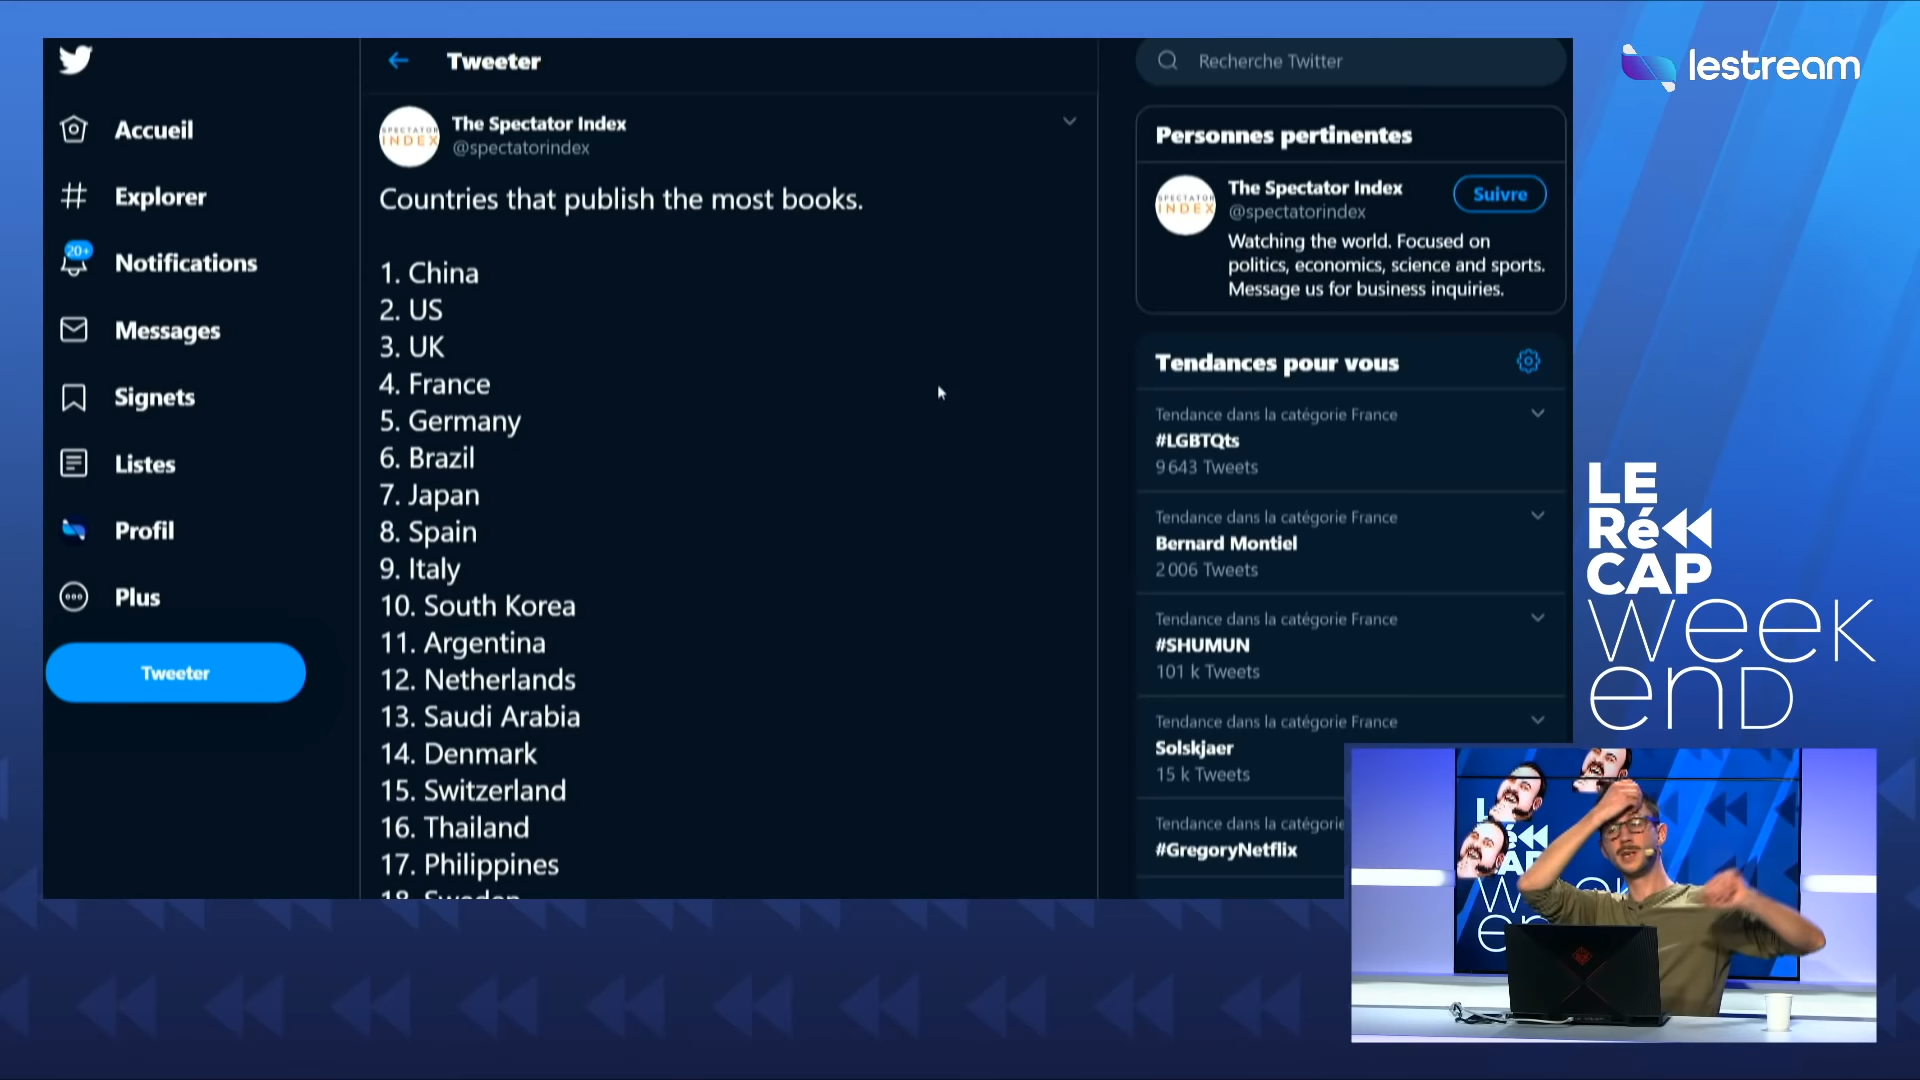 Accueil
Explorer
20+
Notifications
Messages
Signets
Listes
Profil
Plus
Tweeter
Tweeter
SPECTATOR
INDEX
The Spectator Index
@spectatorindex
Countries that publish the most books.
1. China
2. US
3. UK
4. France
5. Germany
6. Brazil
7. Japan
8. Spain
9. Italy
10. South Korea
11. Argentina
12. Netherlands
13. Saudi Arabia
14. Denmark
15. Switzerland
16. Thailand
17. Philippines
18. Sweden
Recherche Twitter
Personnes pertinentes
SPECTATOR
INDEX
The Spectator Index
@spectatorindex
Suivre
Watching the world. Focused on
politics, economics, science and sports.
Message us for business inquiries.
Tendances pour vous
Tendance dans la catégorie France
#LGBTQts
9 643 Tweets
Tendance dans la catégorie France
Bernard Montiel
2 006 Tweets
Tendance dans la catégorie France
#SHUMUN
101 k Tweets
Tendance dans la catégorie France
Solskjaer
15 k Tweets
Tendance dans la catégorie
#GregoryNetflix
lestream
LE
Ré
CAP
WeeK
enD